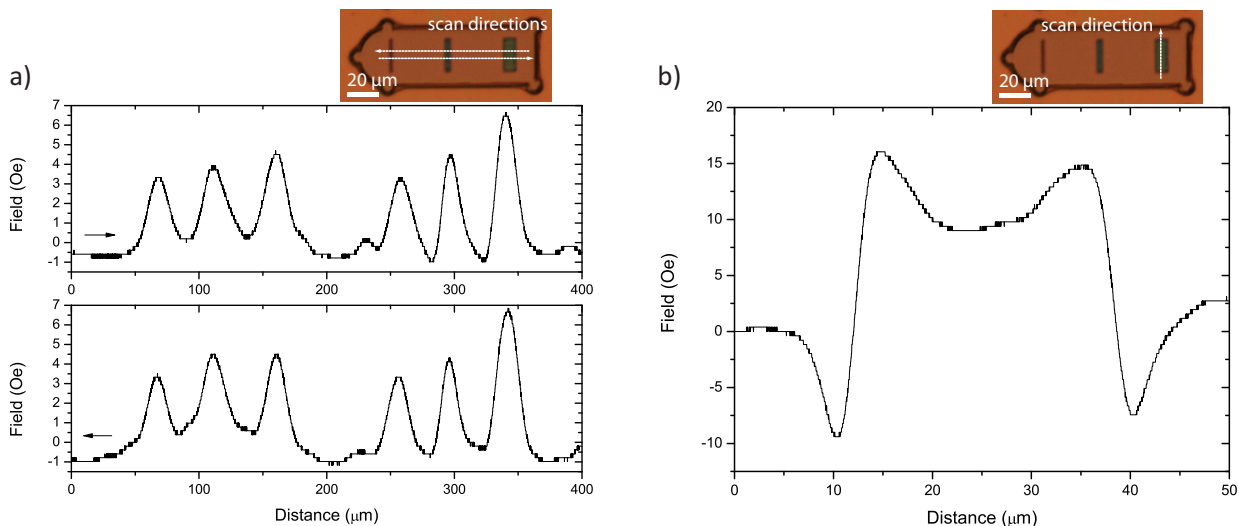 a)
scan directions
20 μm
Field (Oe)
7
6
5
4
3
2
1
0
-1
0 100 200 300 400
Field (Oe)
7
6
5
4
3
2
1
0
-1
0 100 200 300 400
Distance (μm)
b)
scan direction
20 μm
Field (Oe)
20
15
10
5
0
-5
-10
0 10 20 30 40 50
Distance (μm)